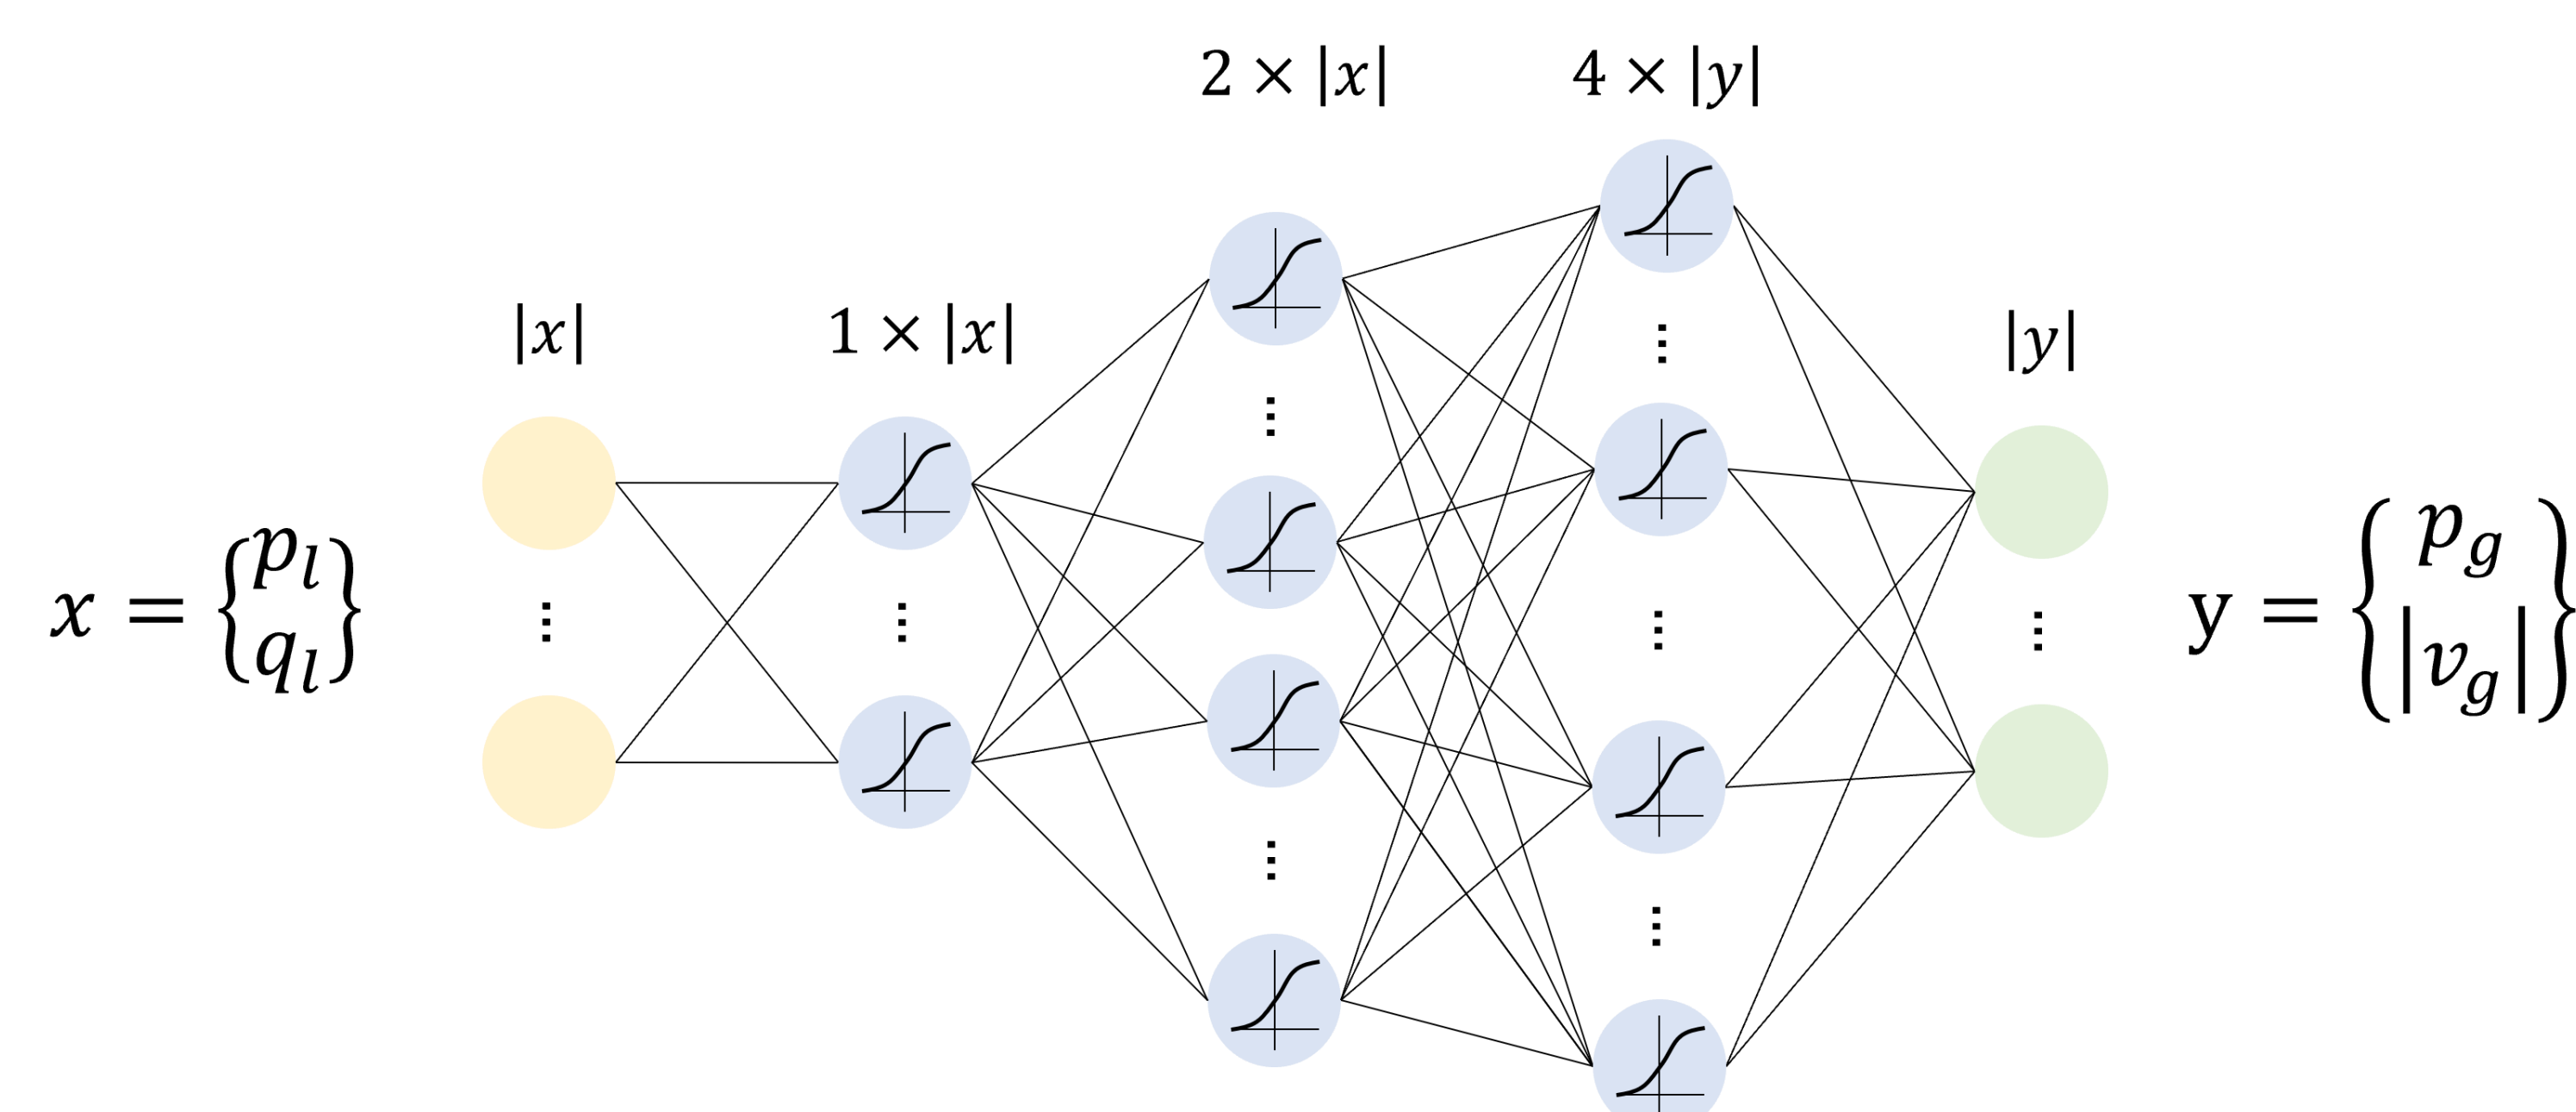 2 × |x|
4 × |y|
|x|
1 × |x|
|y|
x = {p_l
q_l}
y = {p_g
|v_g|}